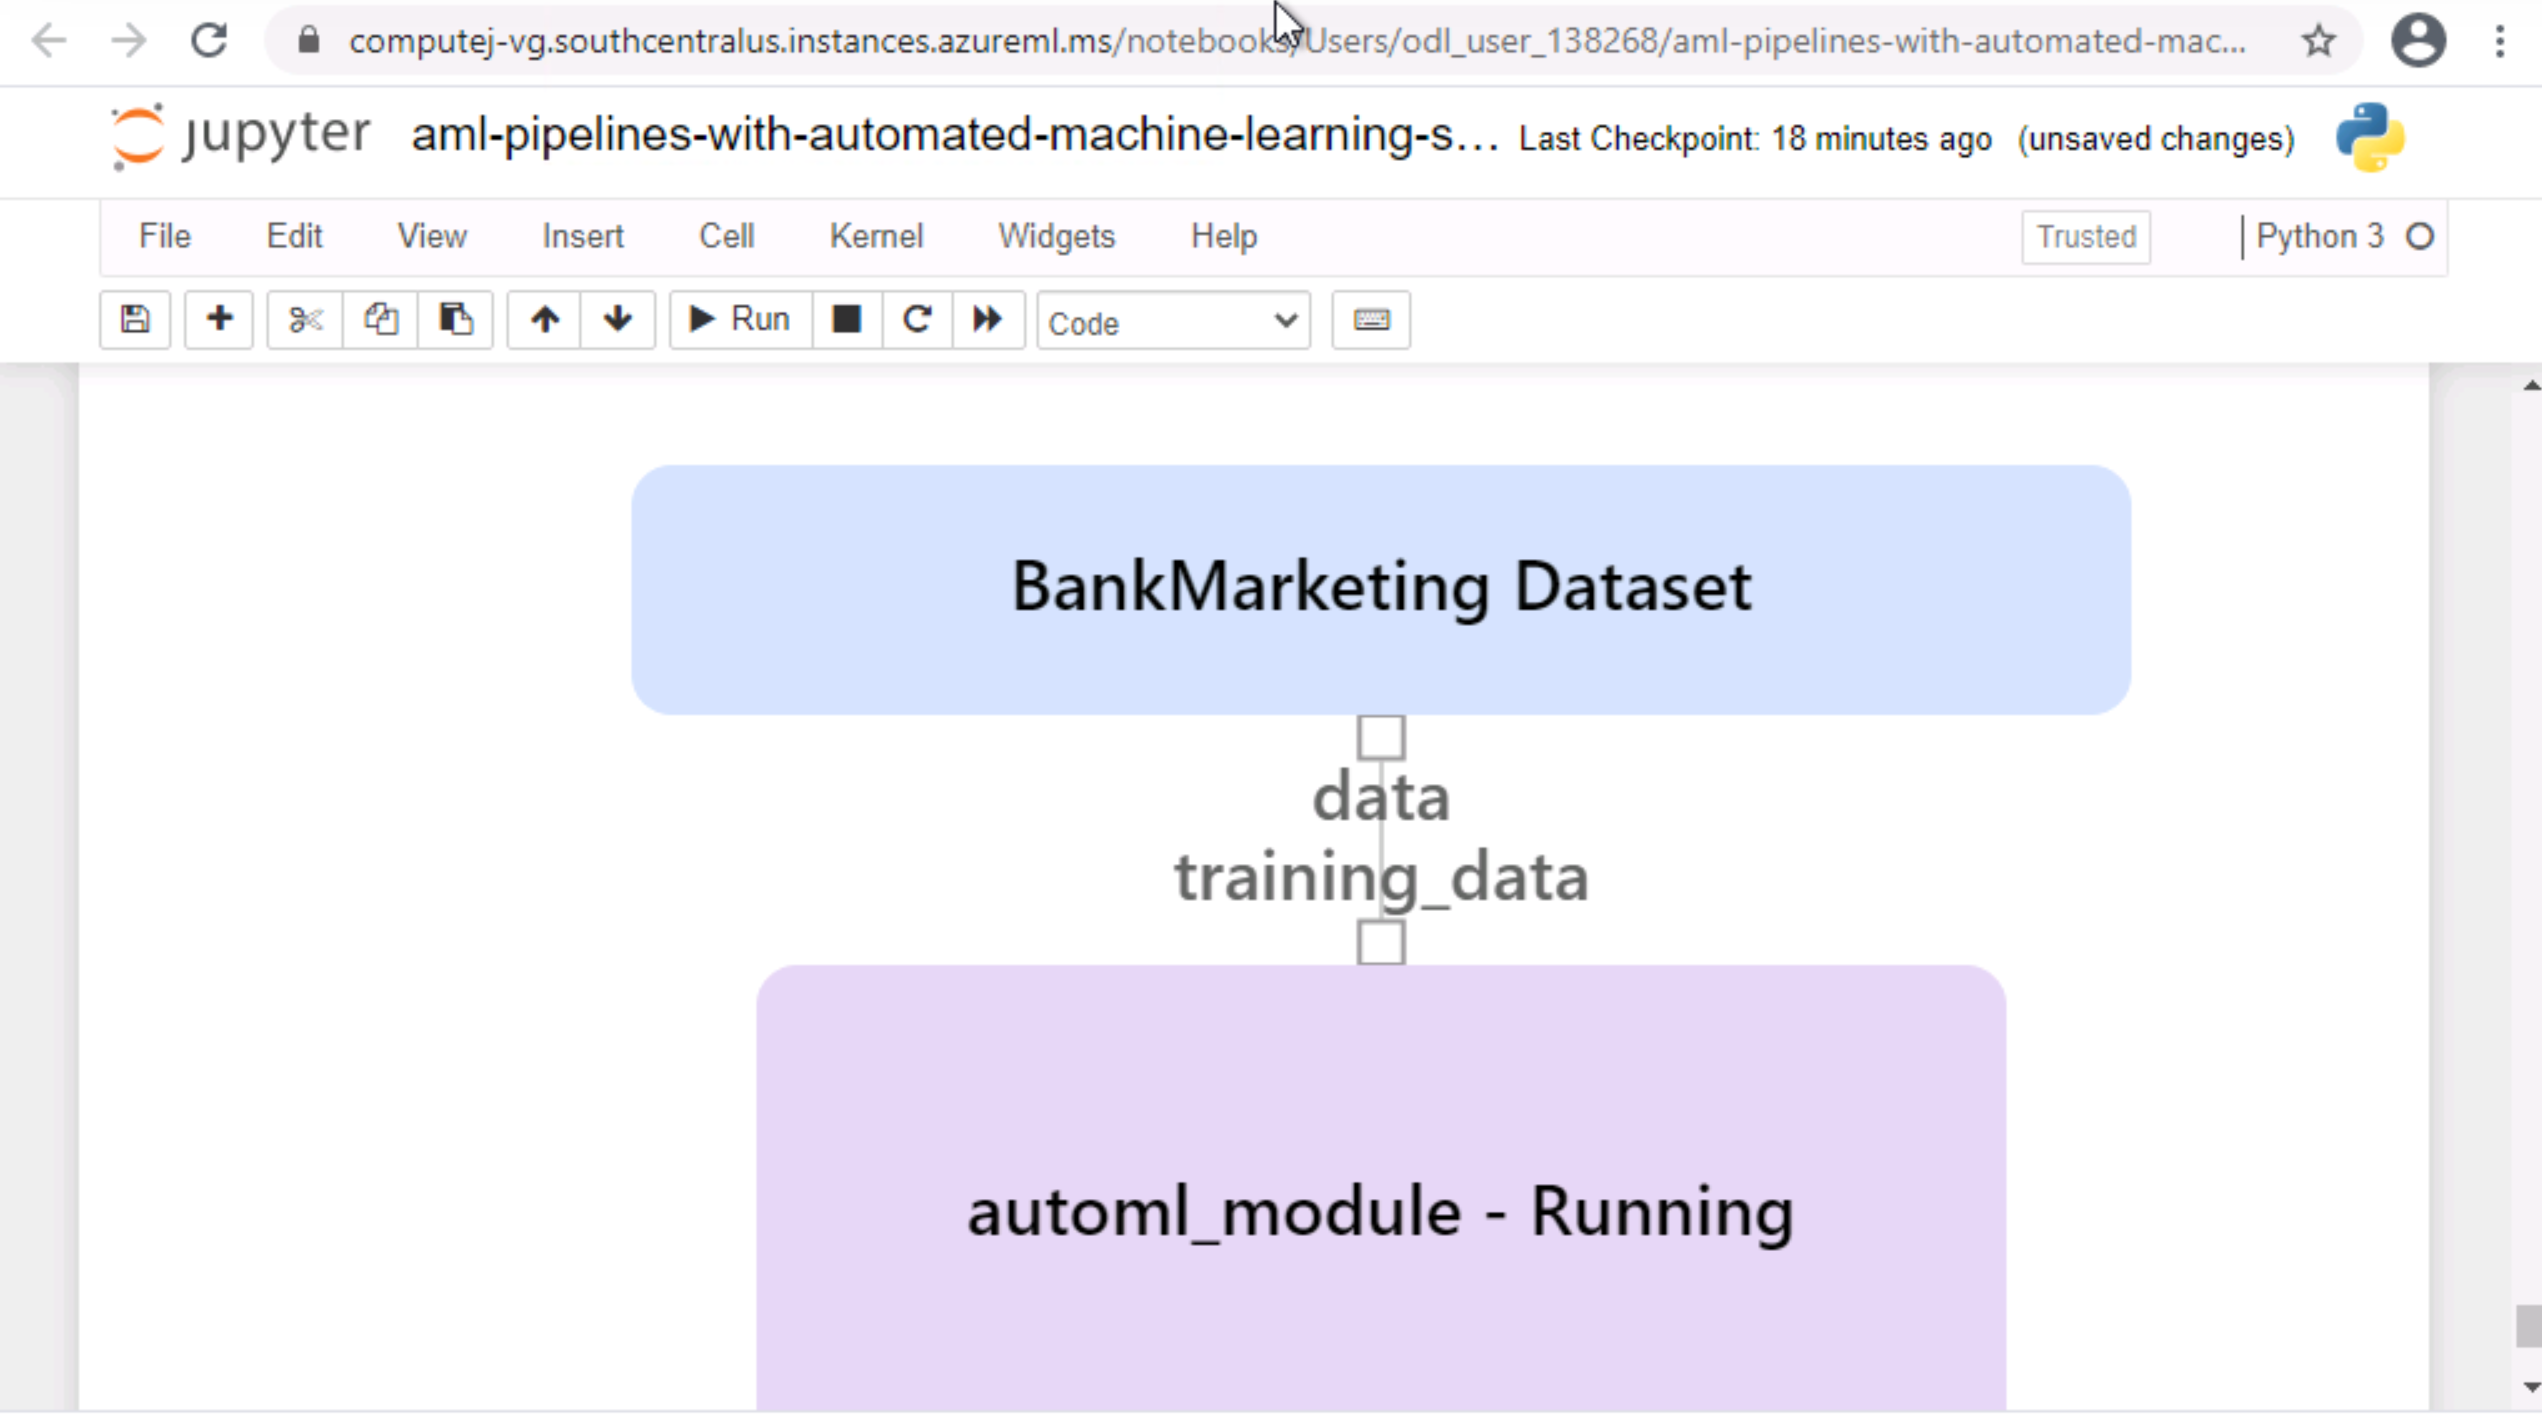 computej-vg.southcentralus.instances.azureml.ms/notebooks/Users/odl_user_138268/aml-pipelines-with-automated-mac...
jupyter aml-pipelines-with-automated-machine-learning-s... Last Checkpoint: 18 minutes ago (unsaved changes)
File Edit View Insert Cell Kernel Widgets Help Trusted Python 3
Run Code
BankMarketing Dataset
data
training_data
automl_module - Running